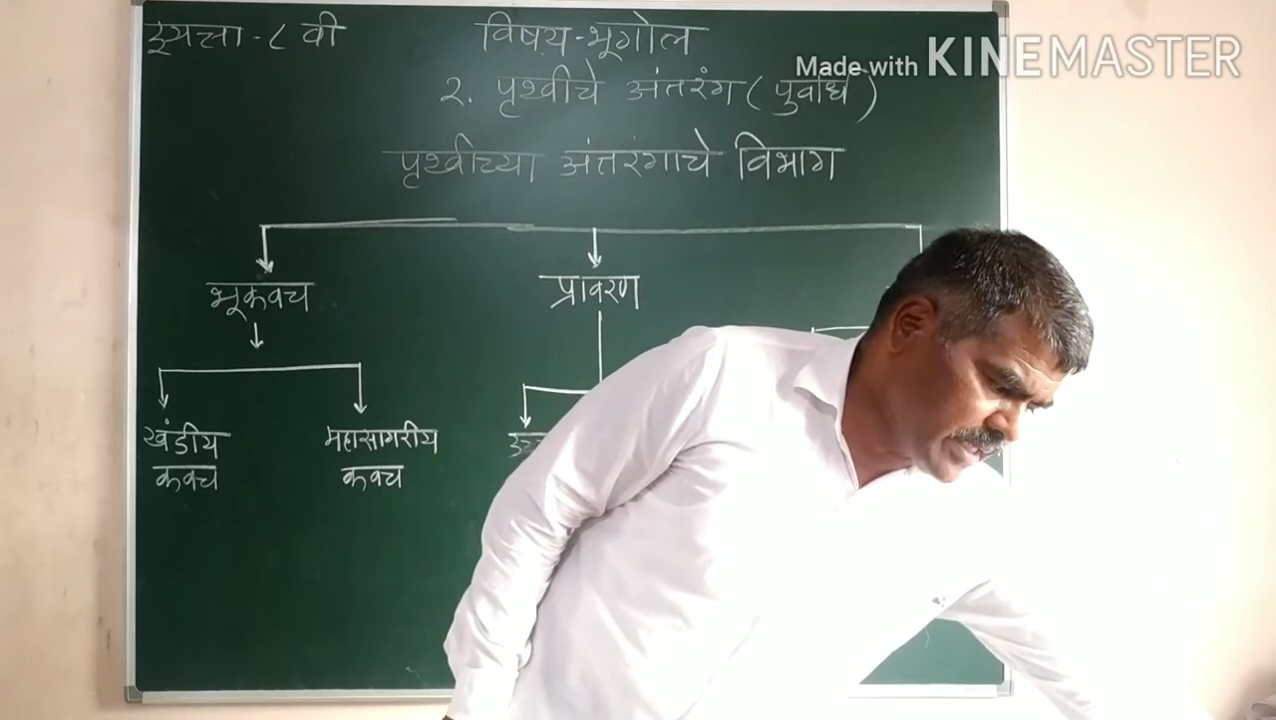 इयत्ता - ८ वी विषय - भूगोल
Made with KINEMASTER
२. पृथ्वीचे अंतरंग ( पुर्वार्ध )
पृथ्वीच्या अंतरंगाचे विभाग
भूकवच प्रावरण
खंडीय कवच
महासागरीय कवच